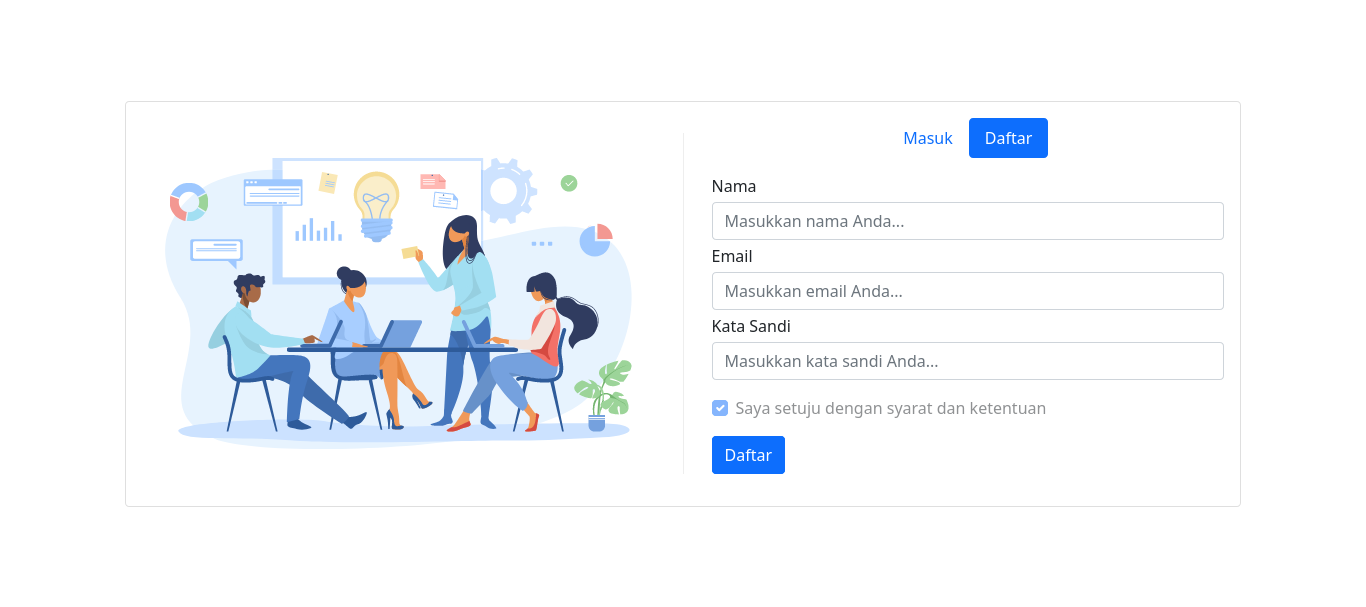 Masuk Daftar
Nama
Masukkan nama Anda...
Email
Masukkan email Anda...
Kata Sandi
Masukkan kata sandi Anda...
Saya setuju dengan syarat dan ketentuan
Daftar